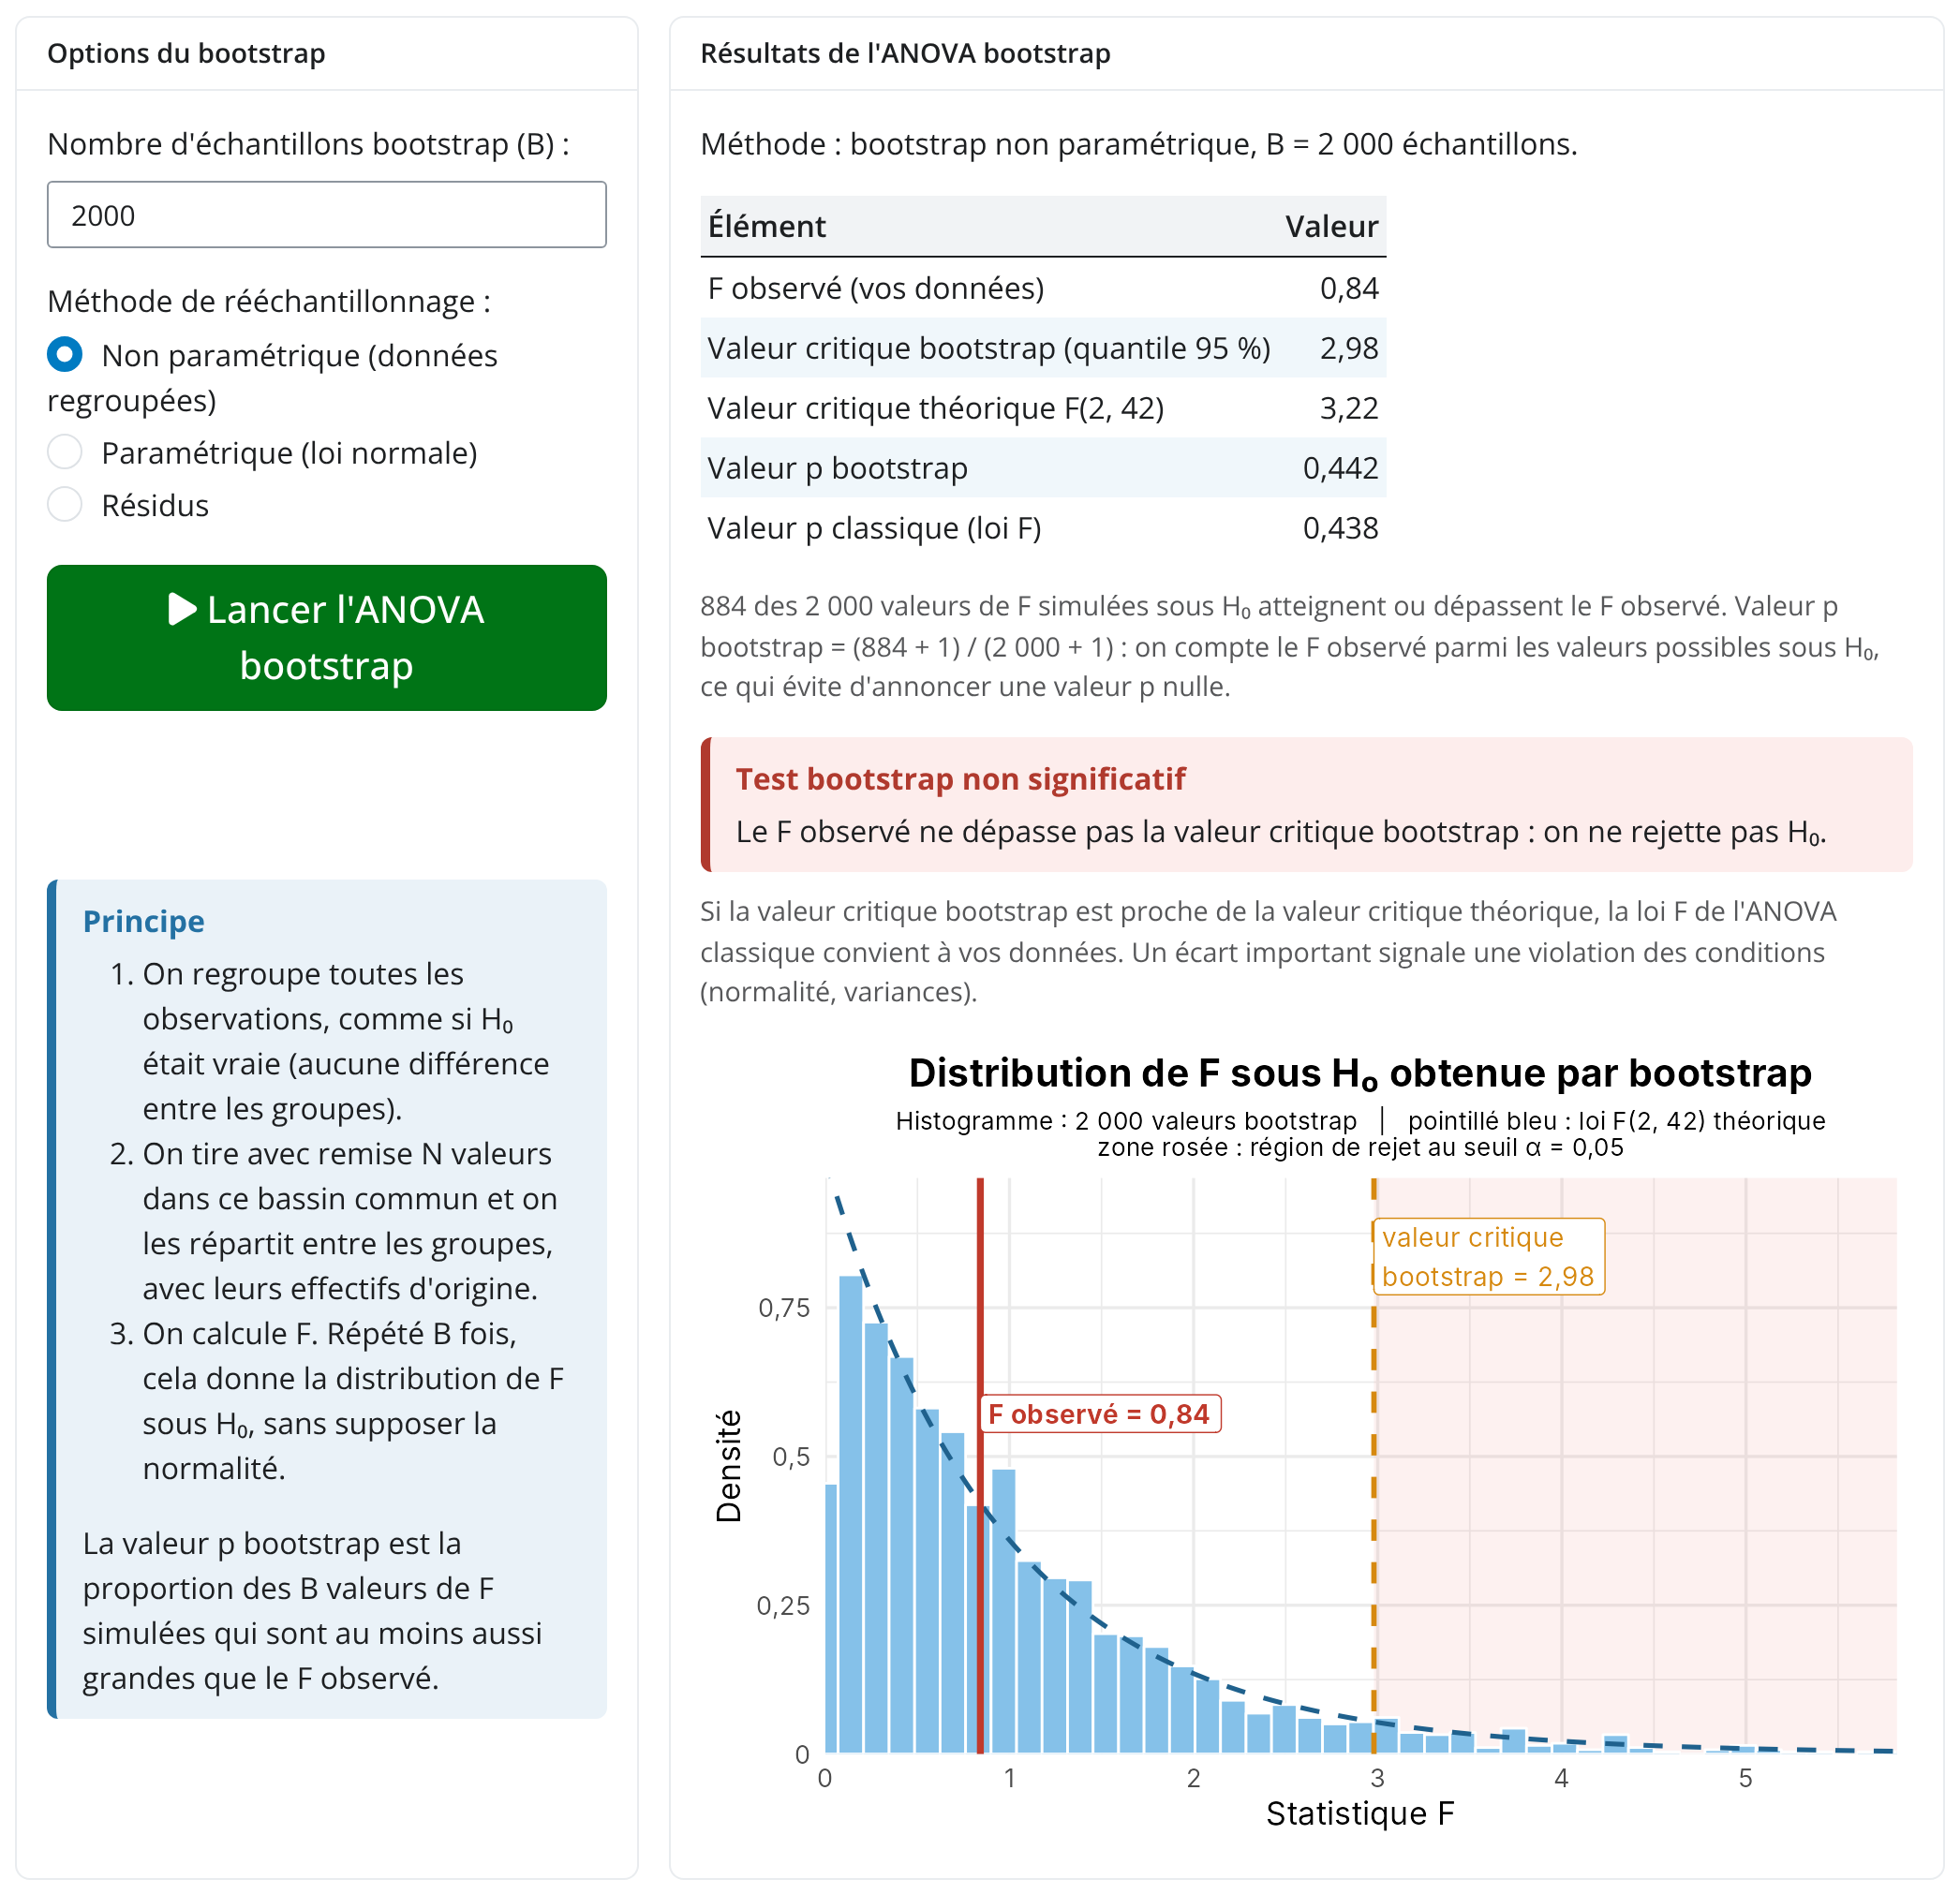 Options du bootstrap
Nombre d'échantillons bootstrap (B) :
2000
Méthode de rééchantillonnage :
Non paramétrique (données
regroupées)
Paramétrique (loi normale)
Résidus
Lancer l'ANOVA
bootstrap
Principe
1. On regroupe toutes les
observations, comme si H₀
était vraie (aucune différence
entre les groupes).
2. On tire avec remise N valeurs
dans ce bassin commun et on
les répartit entre les groupes,
avec leurs effectifs d'origine.
3. On calcule F. Répété B fois,
cela donne la distribution de F
sous H₀, sans supposer la
normalité.
La valeur p bootstrap est la
proportion des B valeurs de F
simulées qui sont au moins aussi
grandes que le F observé.
Résultats de l'ANOVA bootstrap
Méthode : bootstrap non paramétrique, B = 2 000 échantillons.
Élément Valeur
F observé (vos données) 0,84
Valeur critique bootstrap (quantile 95 %) 2,98
Valeur critique théorique F(2, 42) 3,22
Valeur p bootstrap 0,442
Valeur p classique (loi F) 0,438
884 des 2 000 valeurs de F simulées sous H₀ atteignent ou dépassent le F observé. Valeur p
bootstrap = (884 + 1) / (2 000 + 1) : on compte le F observé parmi les valeurs possibles sous H₀,
ce qui évite d'annoncer une valeur p nulle.
Test bootstrap non significatif
Le F observé ne dépasse pas la valeur critique bootstrap : on ne rejette pas H₀.
Si la valeur critique bootstrap est proche de la valeur critique théorique, la loi F de l'ANOVA
classique convient à vos données. Un écart important signale une violation des conditions
(normalité, variances).
Distribution de F sous H₀ obtenue par bootstrap
Histogramme : 2 000 valeurs bootstrap | pointillé bleu : loi F(2, 42) théorique
zone rosée : région de rejet au seuil α = 0,05
valeur critique
bootstrap = 2,98
F observé = 0,84
Densité
0,75
0,5
0,25
0
0 1 2 3 4 5
Statistique F